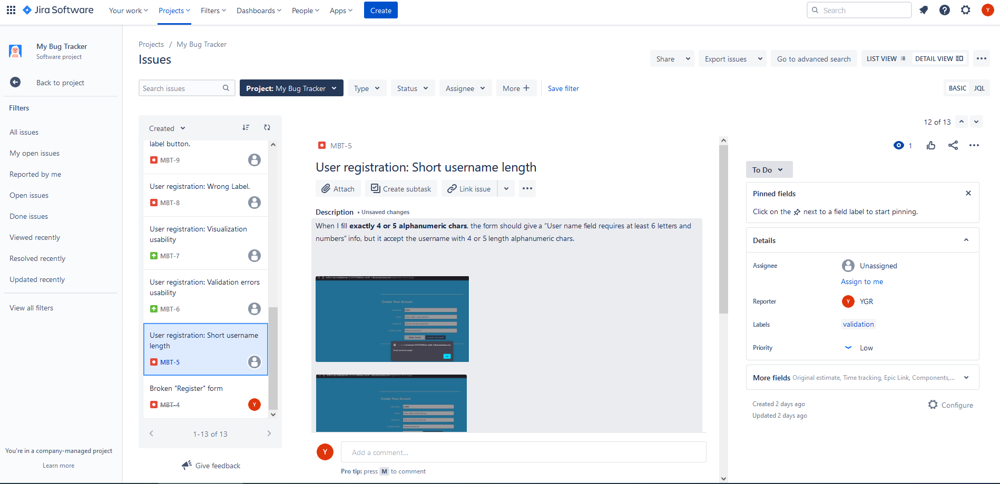 Jira Software
Your work
Projects
Filters
Dashboards
People
Apps
Create
Search
Y
My Bug Tracker
Software project
Back to project
Filters
All issues
My open issues
Reported by me
Open issues
Done issues
Viewed recently
Resolved recently
Updated recently
View all filters
You're in a company-managed project
Learn more
Projects / My Bug Tracker
Issues
Share
Export issues
Go to advanced search
LIST VIEW
DETAIL VIEW
Search issues
Project: My Bug Tracker
Type
Status
Assignee
More
Save filter
BASIC
JQL
Created
label button.
MBT-9
User registration: Wrong Label.
MBT-8
User registration: Visualization
usability
MBT-7
User registration: Validation errors
usability
MBT-6
User registration: Short username
length
MBT-5
Broken "Register" form
MBT-4
Y
1-13 of 13
Give feedback
12 of 13
MBT-5
User registration: Short username length
Attach
Create subtask
Link issue
Description • Unsaved changes
When I fill exactly 4 or 5 alphanumeric chars, the form should give a “User name field requires at least 6 letters and
numbers” info, but it accept the username with 4 or 5 length alphanumeric chars.
Create Your Account
Clear Form
Create Account
Email cannot be empty!
Create Your Account
Y
Add a comment...
Pro tip: press M to comment
1
To Do
Pinned fields
Click on the next to a field label to start pinning.
Details
Assignee
Unassigned
Assign to me
Reporter
Y
YGR
Labels
validation
Priority
Low
More fields Original estimate, Time tracking, Epic Link, Components,...
Created 2 days ago
Updated 2 days ago
Configure